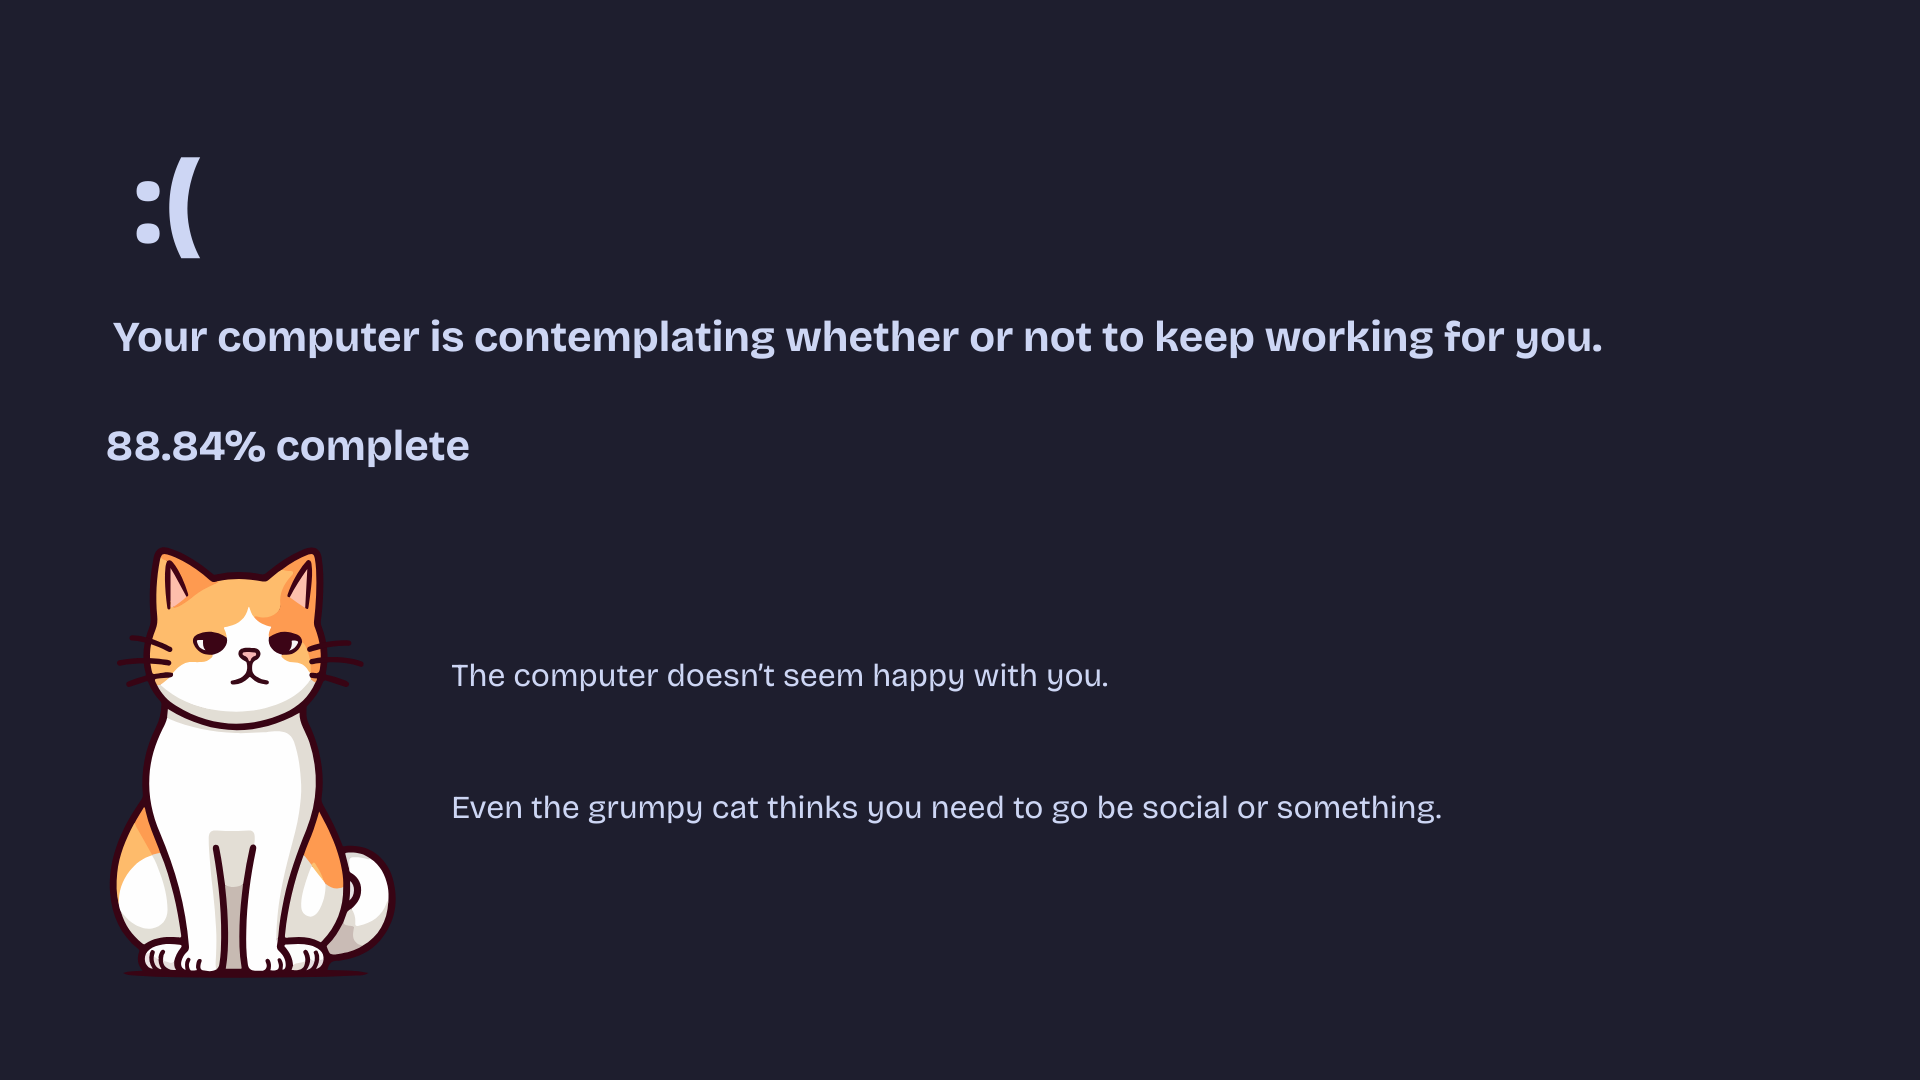 :(
Your computer is contemplating whether or not to keep working for you.
88.84% complete
The computer doesn’t seem happy with you.
Even the grumpy cat thinks you need to go be social or something.